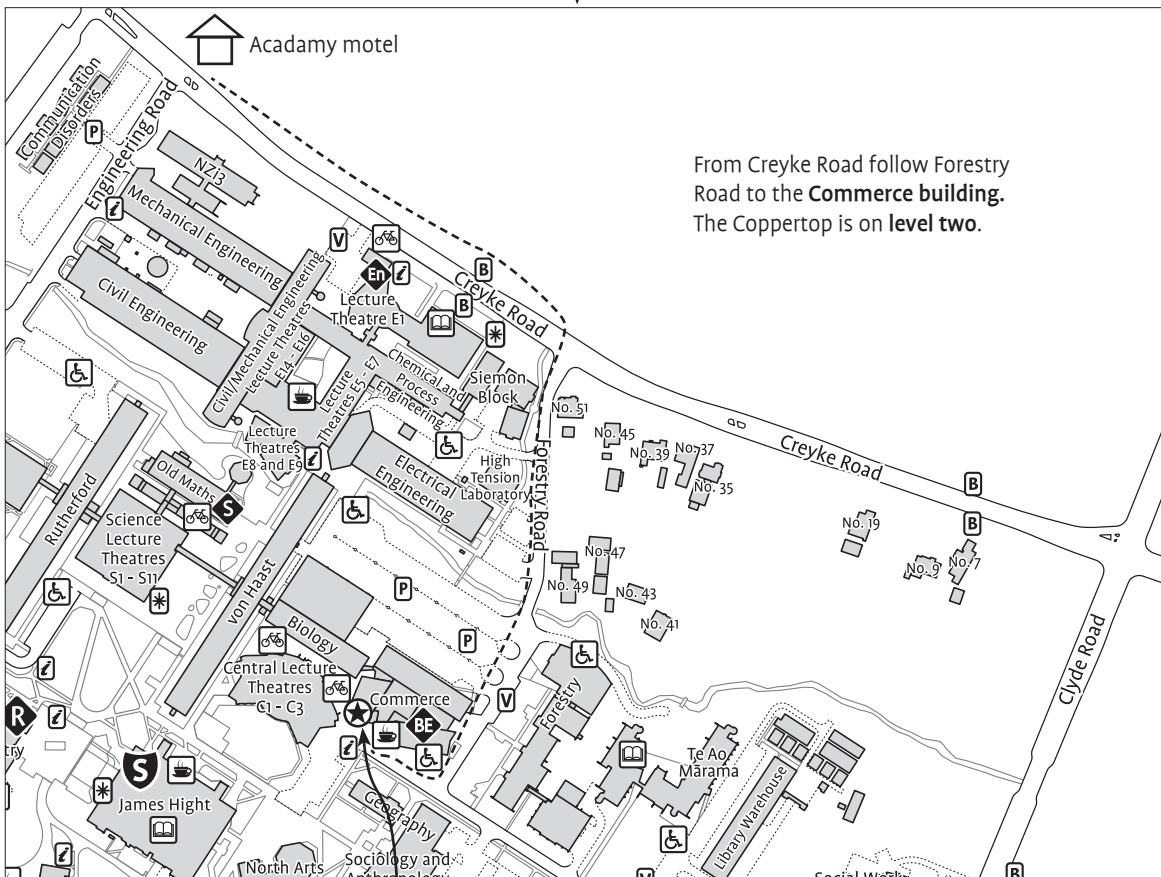 Acadamy motel
Communication
Disorders
P
Engineering Road
NZi3
From Creyke Road follow Forestry
Road to the Commerce building.
The Coppertop is on level two.
Mechanical Engineering
i
V
Civil Engineering
Civil/Mechanical Engineering
Lecture Theatres
E14 - E16
En
i
Lecture
Theatre E1
B
B
Creyke Road
Chemical and
Process
Engineering
Siemon
Block
Lecture
Theatres E5 - E7
Lecture
Theatres
E8 and E9
i
Electrical
Engineering
High
Tension
Laboratory
Forestry Road
No. 51
No. 45
No. 39
No. 37
No. 35
Creyke Road
B
B
No. 19
No. 9
No. 7
Rutherford
Old Maths
S
Science
Lecture
Theatres
S1 - S11
von Haast
P
P
No. 47
No. 49
No. 43
No. 41
Clyde Road
Biology
Central Lecture
Theatres
C1 - C3
Commerce
BE
V
Forestry
i
R
i
try
i
S
James Hight
Te Ao
Marama
Library Warehouse
Geography
i
North Arts
Sociology and
Anthropology
V
Social Work
B